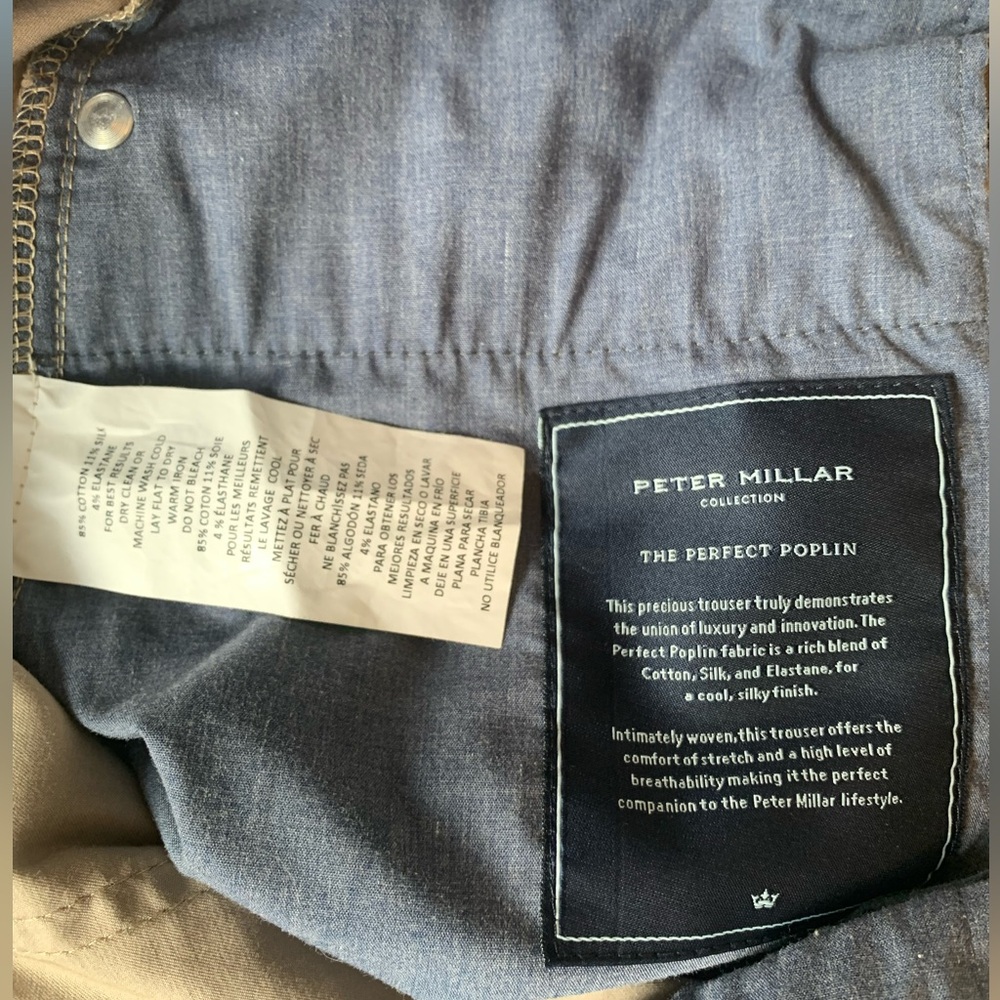 85% COTTON 11% SILK
4% ELASTANE
FOR BEST RESULTS
DRY CLEAN OR
MACHINE WASH COLD
LAY FLAT TO DRY
WARM IRON
DO NOT BLEACH
85% COTON 11% SOIE
4 % ÉLASTHANE
POUR LES MEILLEURS
RÉSULTATS REMETTENT
LE LAVAGE COOL
METTEZ À PLAT POUR
SÉCHER OU NETTOYER À SEC
FER À CHAUD
NE BLANCHÍSSEZ PAS
85% ALGODÓN 11% SEDA
4% ELASTANO
PARA OBTENER LOS
MEJORES RESULTADOS
LIMPIEZA EN SECO O LAVAR
A MAQUINA EN FRÍO
DEJE EN UNA SUPERFICIE
PLANA PARA SECAR
PLANCHA TIBIA
NO UTILICE BLANQUEADOR
PETER MILLAR
COLLECTION
THE PERFECT POPLIN
This precious trouser truly demonstrates
the union of luxury and innovation. The
Perfect Poplin fabric is a rich blend of
Cotton, Silk, and Elastane, for
a cool, silky finish.
Intimately woven, this trouser offers the
comfort of stretch and a high level of
breathability making it the perfect
companion to the Peter Millar lifestyle.